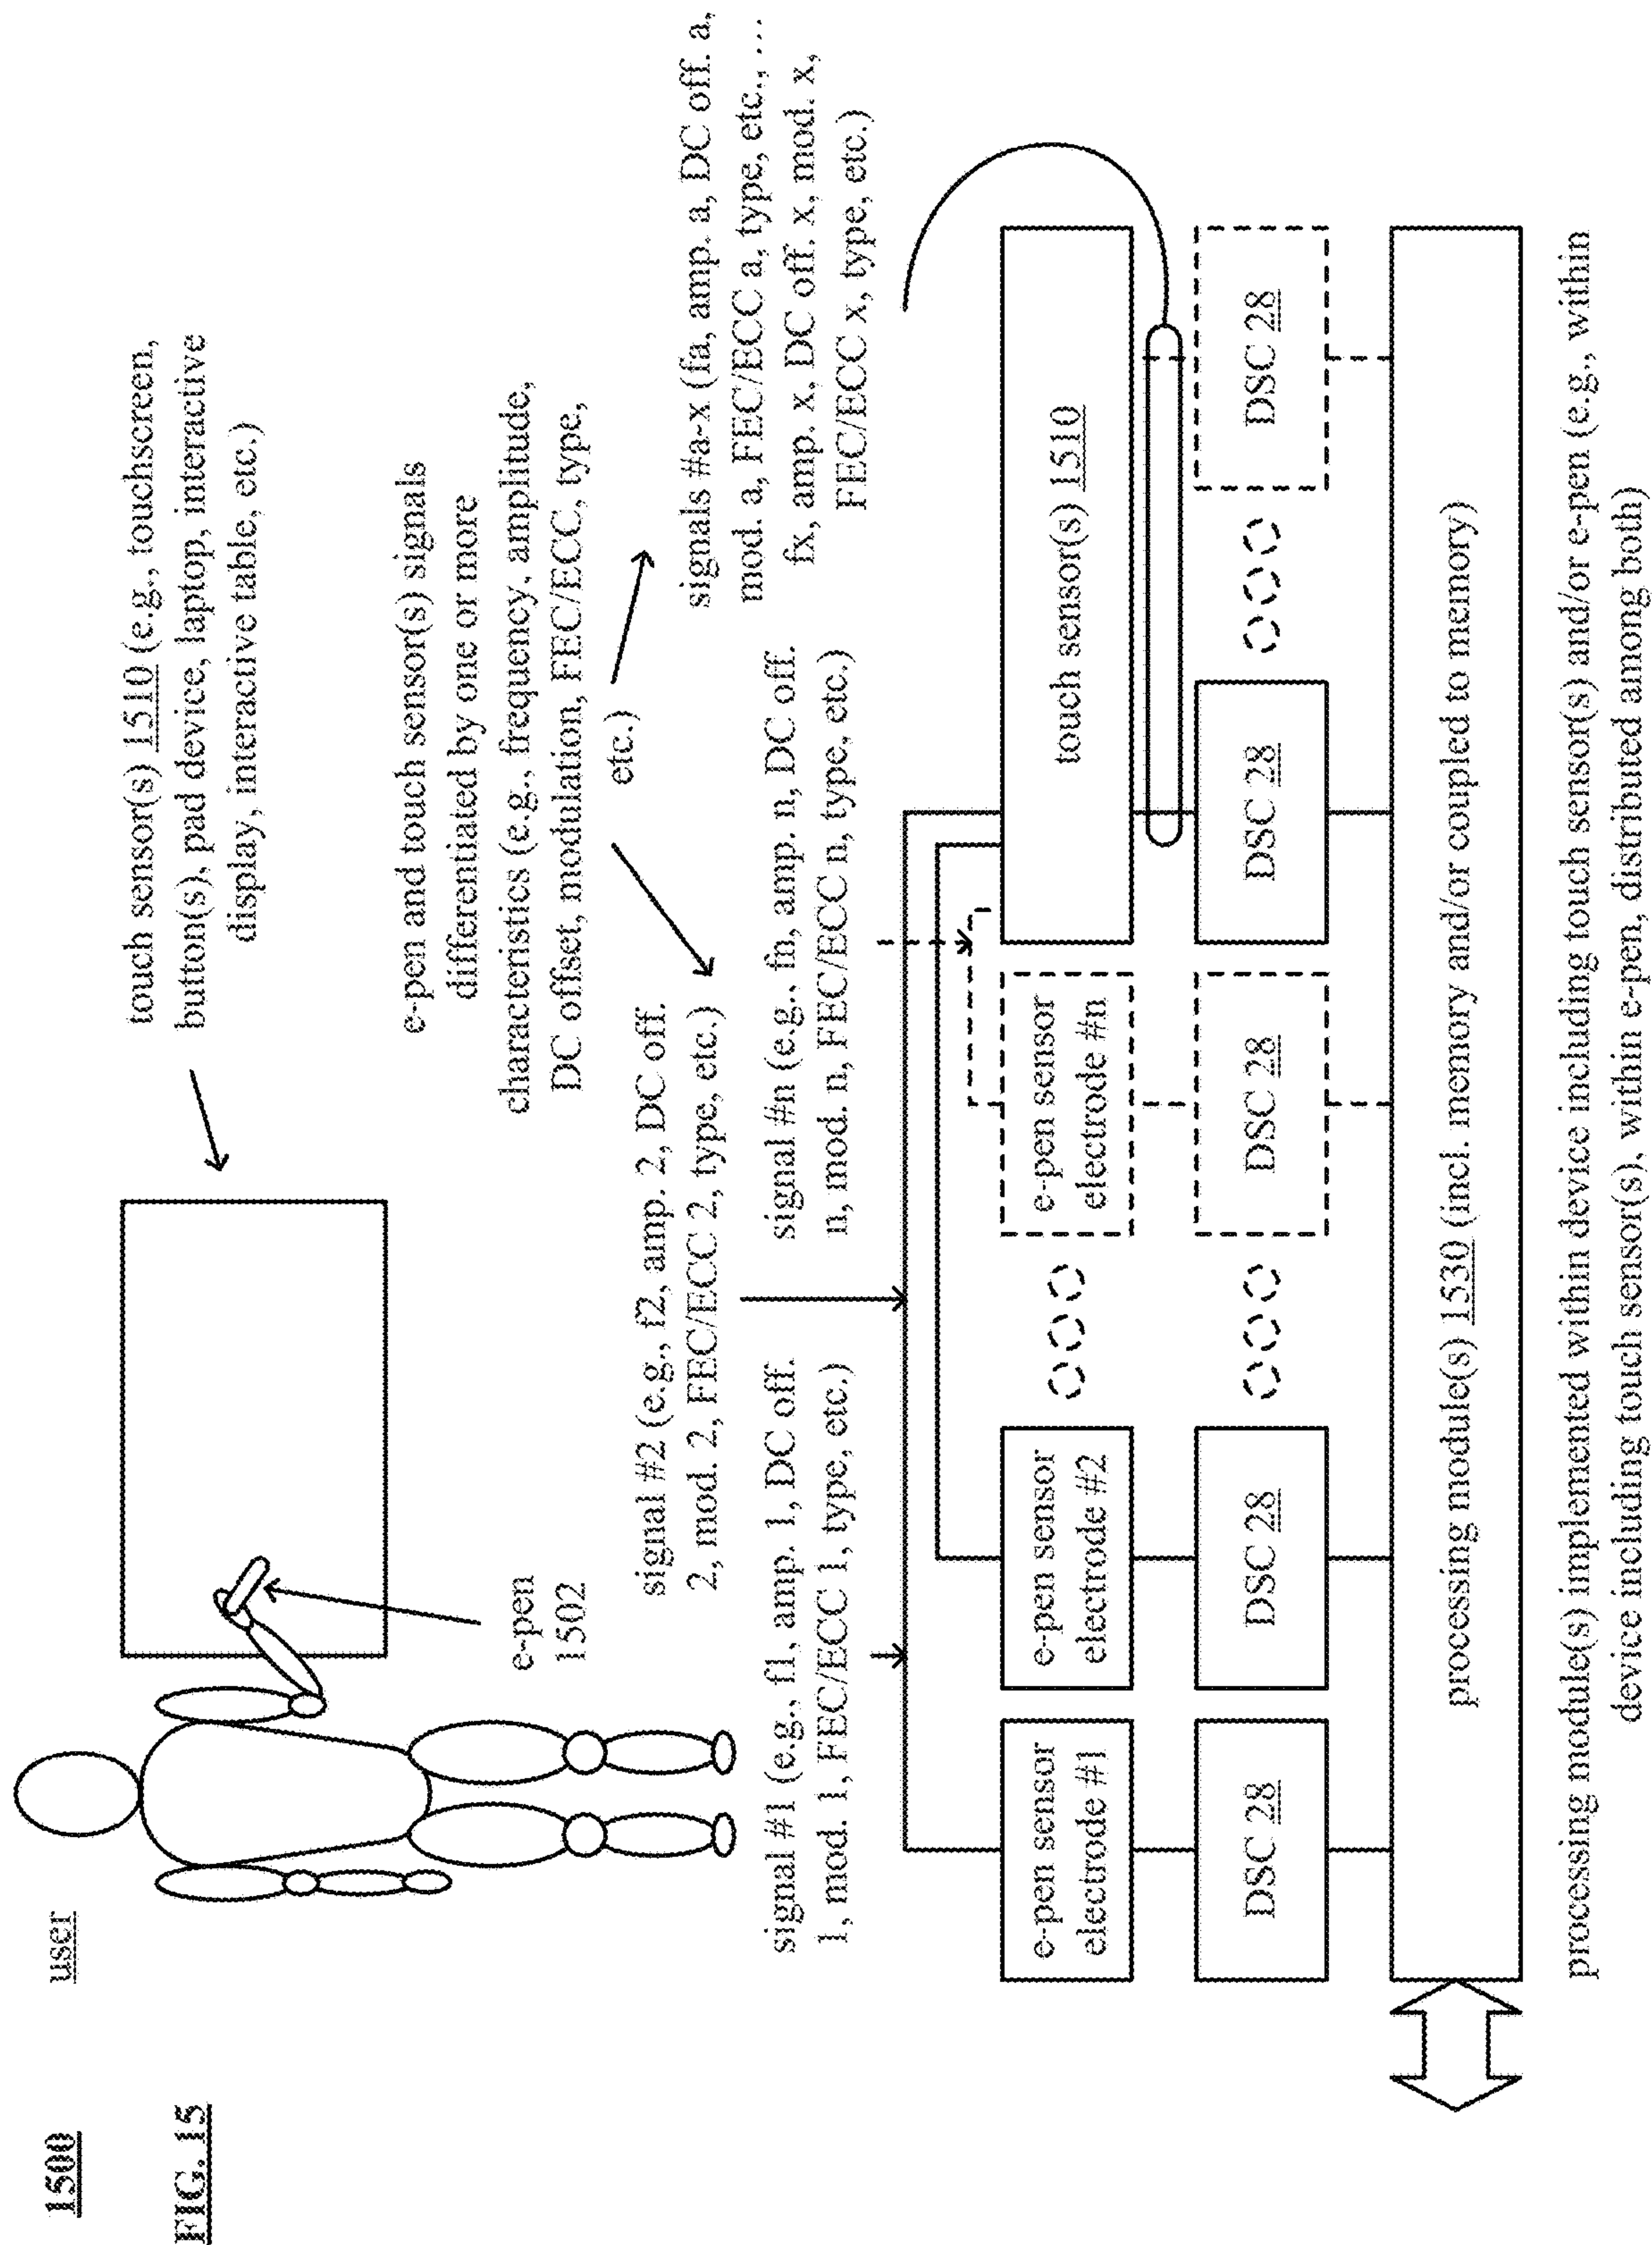 1500
FIG. 15
user
touch sensor(s) 1510 (e.g., touchscreen,
button(s), pad device, laptop, interactive
display, interactive table, etc.)
e-pen
1502
e-pen and touch sensor(s) signals
differentiated by one or more
characteristics (e.g., frequency, amplitude,
DC offset, modulation, FEC/ECC, type,
etc.)
signal #1 (e.g., f1, amp. 1, DC off.
1, mod. 1, FEC/ECC 1, type, etc.)
signal #2 (e.g., f2, amp. 2, DC off.
2, mod. 2, FEC/ECC 2, type, etc.)
signal #n (e.g., fn, amp. n, DC off.
n, mod. n, FEC/ECC n, type, etc.)
signals #a-x (fa, amp. a, DC off. a,
mod. a, FEC/ECC a, type, etc., ...
fx, amp. x, DC off. x, mod. x,
FEC/ECC x, type, etc.)
e-pen sensor
electrode #1
e-pen sensor
electrode #2
e-pen sensor
electrode #n
touch sensor(s) 1510
DSC 28
DSC 28
DSC 28
DSC 28
DSC 28
processing module(s) 1530 (incl. memory and/or coupled to memory)
processing module(s) implemented within device including touch sensor(s) and/or e-pen (e.g., within
device including touch sensor(s), within e-pen, distributed among both)